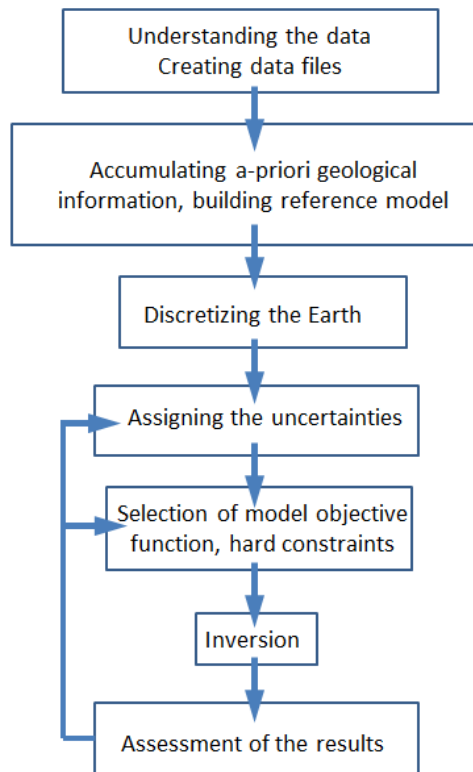 Understanding the data
Creating data files
Accumulating a-priori geological
information, building reference model
Discretizing the Earth
Assigning the uncertainties
Selection of model objective
function, hard constraints
Inversion
Assessment of the results